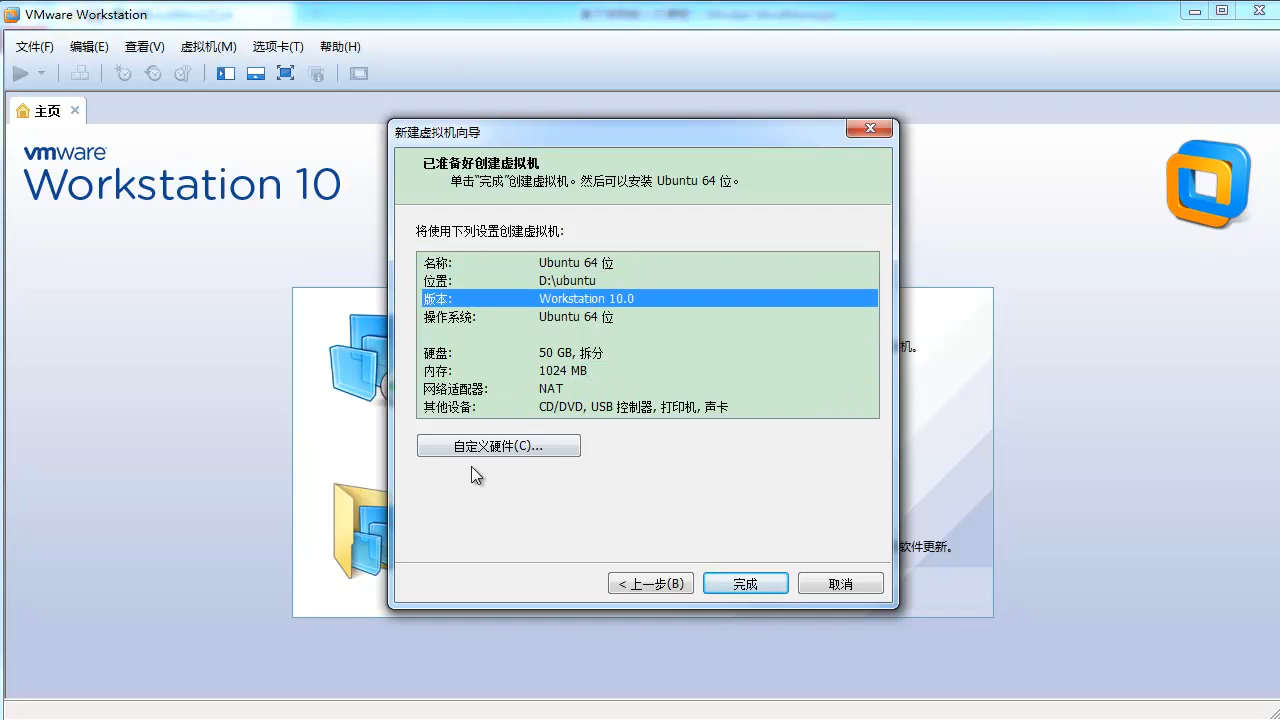 VMware Workstation
文件(F) 编辑(E) 查看(V) 虚拟机(M) 选项卡(T) 帮助(H)
主页
vmware
Workstation 10
新建虚拟机向导
已准备好创建虚拟机
单击“完成”创建虚拟机。然后可以安装 Ubuntu 64 位。
将使用下列设置创建虚拟机:
名称: Ubuntu 64 位
位置: D:\ubuntu
版本: Workstation 10.0
操作系统: Ubuntu 64 位
硬盘: 50 GB, 拆分
内存: 1024 MB
网络适配器: NAT
其他设备: CD/DVD, USB 控制器, 打印机, 声卡
自定义硬件(C)...
机。
软件更新。
< 上一步(B) 完成 取消